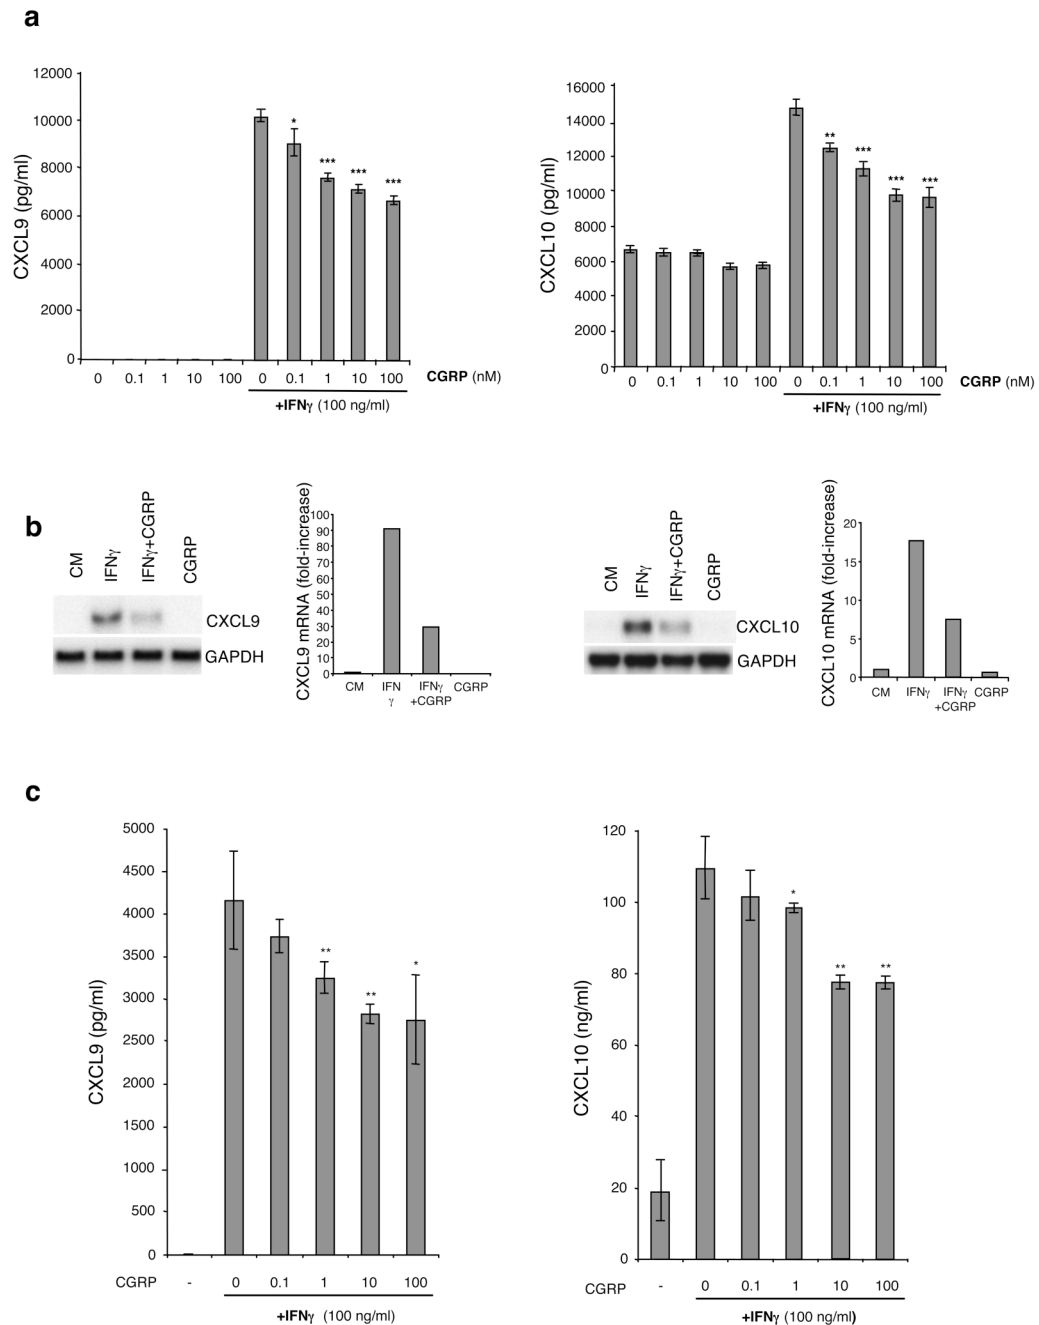 a
12000
10000
8000
6000
4000
2000
0
CXCL9 (pg/ml)
*
***
***
***
0 0.1 1 10 100 0 0.1 1 10 100 CGRP (nM)
+IFNγ (100 ng/ml)
16000
14000
12000
10000
8000
6000
4000
2000
0
CXCL10 (pg/ml)
**
***
***
***
0 0.1 1 10 100 0 0.1 1 10 100 CGRP (nM)
+IFNγ (100 ng/ml)
b
CM
IFNγ
IFNγ+CGRP
CGRP
CXCL9
GAPDH
CXCL9 mRNA (fold-increase)
100
90
80
70
60
50
40
30
20
10
0
CM IFN IFNγ CGRP
γ +CGRP
CM
IFNγ
IFNγ+CGRP
CGRP
CXCL10
GAPDH
CXCL10 mRNA (fold-increase)
20
15
10
5
0
CM IFNγ IFNγ CGRP
+CGRP
c
5000
4500
4000
3500
3000
2500
2000
1500
1000
500
0
CXCL9 (pg/ml)
**
**
*
CGRP - 0 0.1 1 10 100
+IFNγ (100 ng/ml)
120
100
80
60
40
20
0
CXCL10 (ng/ml)
*
**
**
CGRP - 0 0.1 1 10 100
+IFNγ (100 ng/ml)